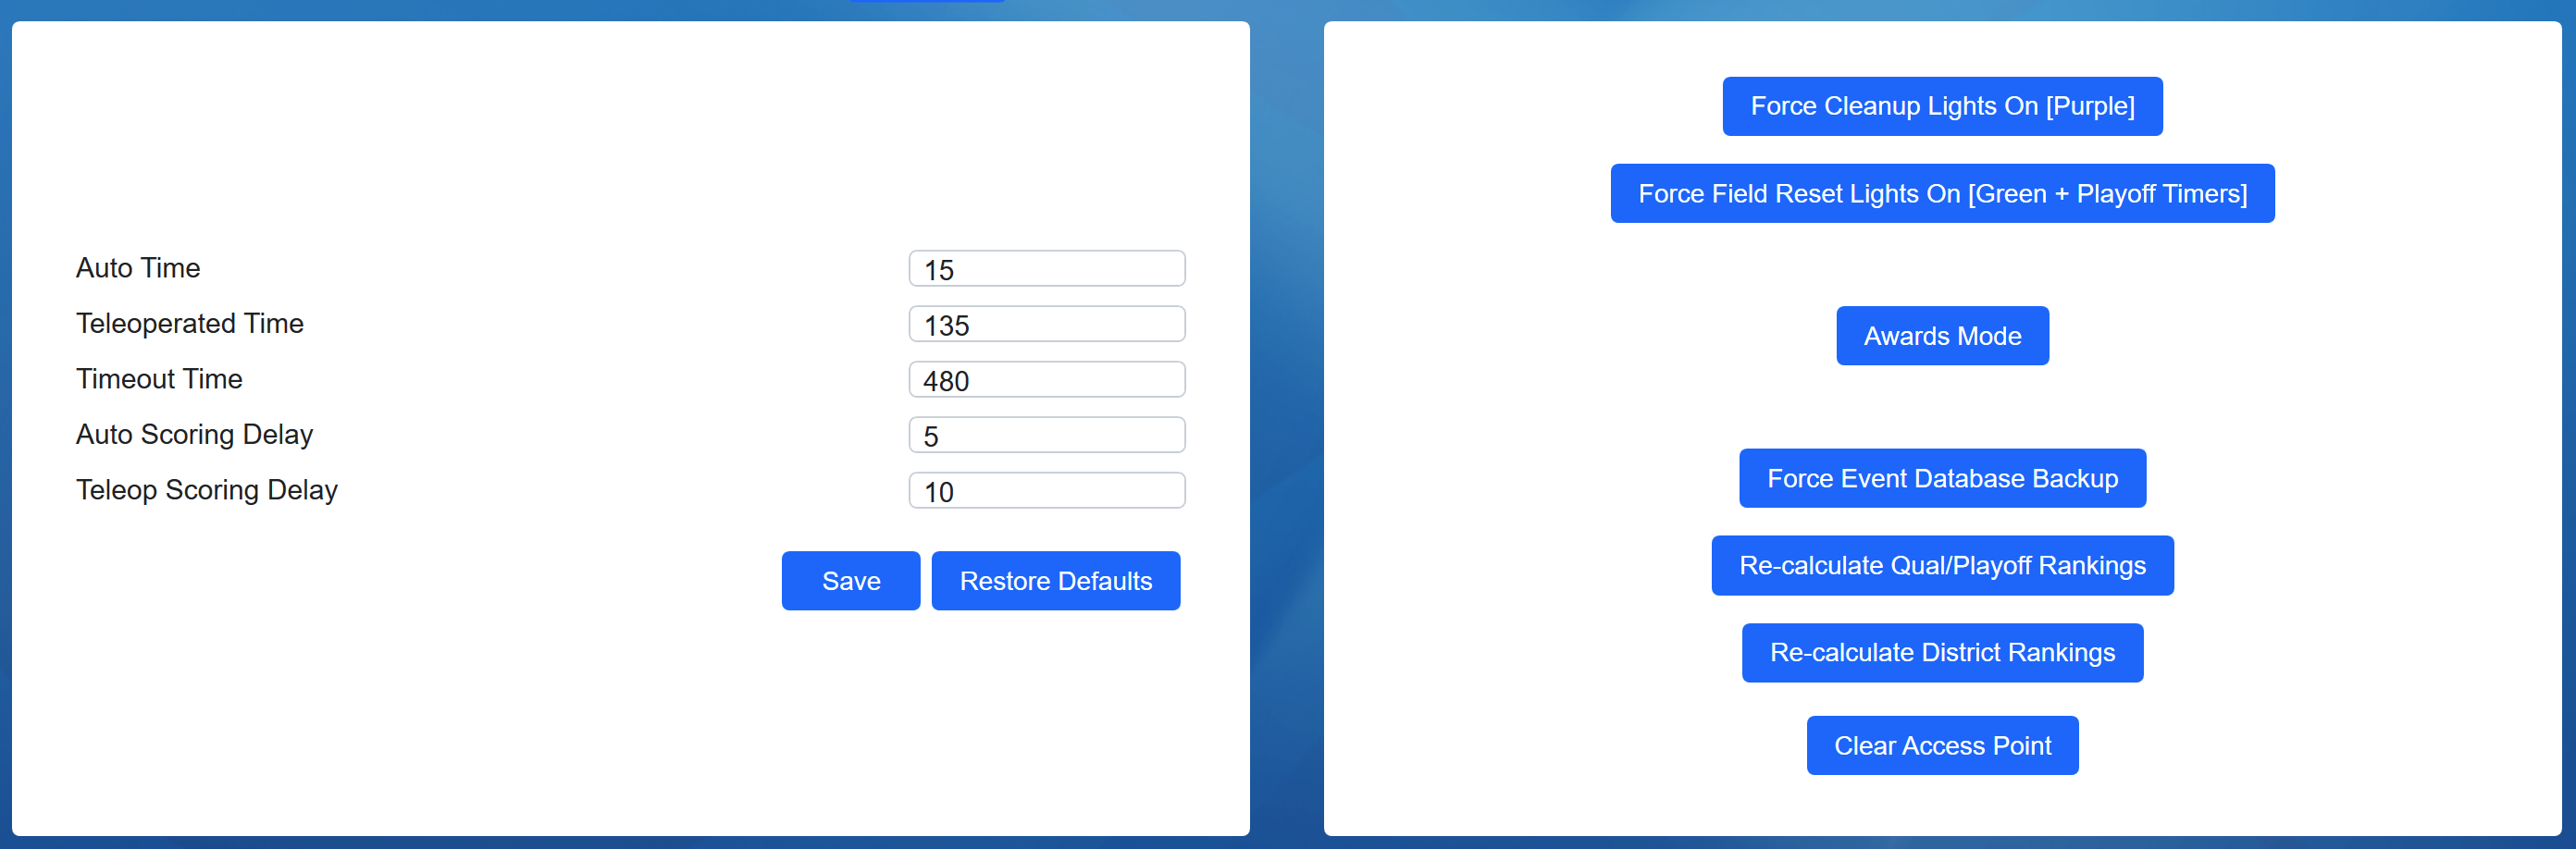 Auto Time
15
Teleoperated Time
135
Timeout Time
480
Auto Scoring Delay
5
Teleop Scoring Delay
10
Save
Restore Defaults
Force Cleanup Lights On [Purple]
Force Field Reset Lights On [Green + Playoff Timers]
Awards Mode
Force Event Database Backup
Re-calculate Qual/Playoff Rankings
Re-calculate District Rankings
Clear Access Point